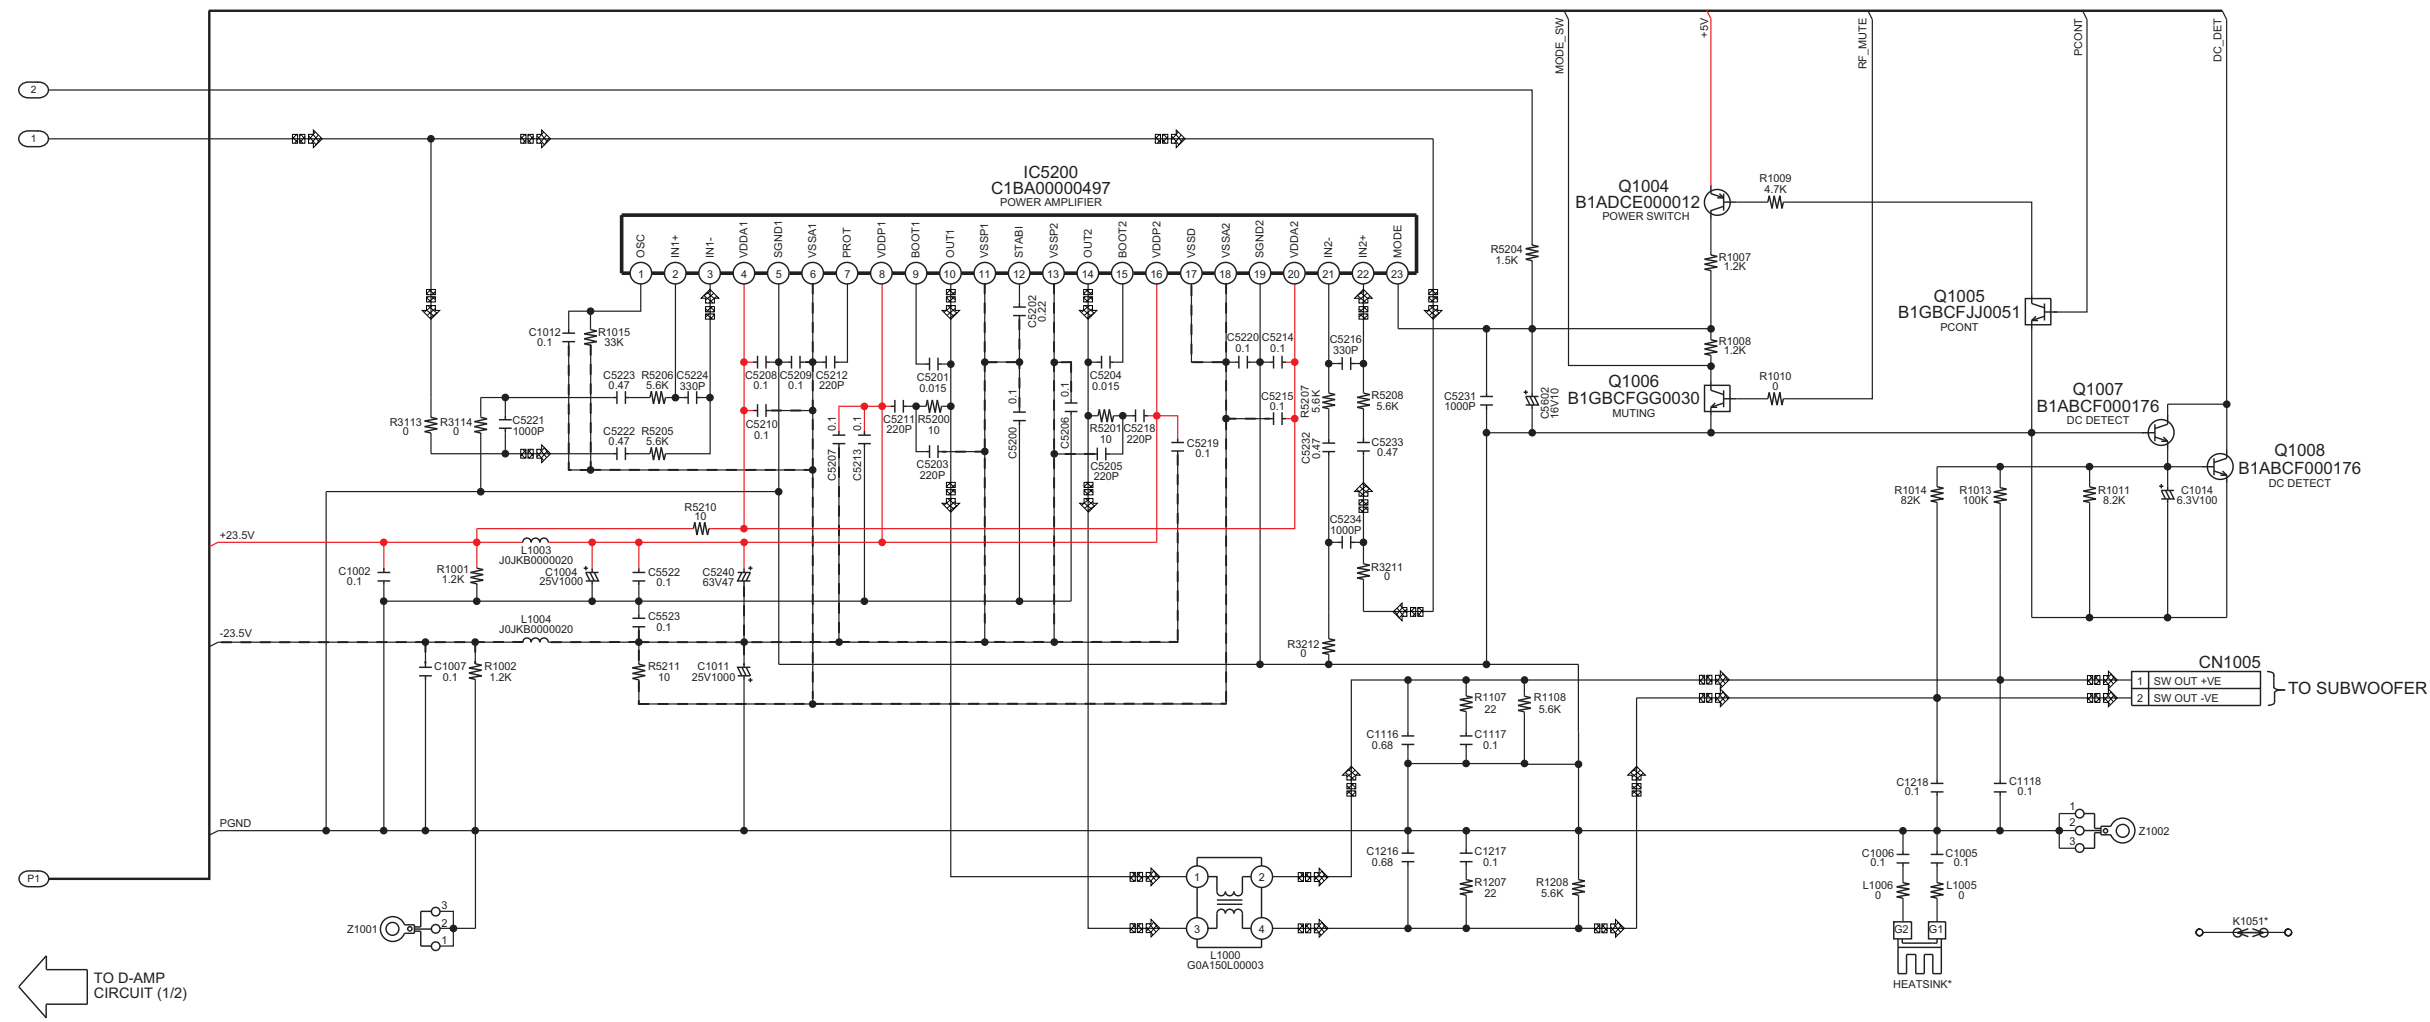 MODE_SW
+5V
RF_MUTE
PCONT
DC_DET
2
1
IC5200
C1BA00000497
POWER AMPLIFIER
OSC
IN1+
IN1-
VDDA1
SGND1
VSSA1
PROT
VDDP1
BOOT1
OUT1
VSSP1
STABI
VSSP2
OUT2
BOOT2
VDDP2
VSSD
VSSA2
SGND2
VDDA2
IN2-
IN2+
MODE
1 2 3 4 5 6 7 8 9 10 11 12 13 14 15 16 17 18 19 20 21 22 23
Q1004
B1ADCE000012
POWER SWITCH
R1009
4.7K
R5204
1.5K
R1007
1.2K
Q1005
B1GBCFJJ0051
PCONT
C5202
0.22
C1012
0.1
R1015
33K
R1008
1.2K
C5220
0.1
C5214
0.1
C5216
330P
C5223
0.47
R5206
5.6K
C5224
330P
C5208
0.1
C5209
0.1
C5212
220P
C5201
0.015
C5204
0.015
Q1006
B1GBCFGG0030
MUTING
R1010
0
Q1007
B1ABCF000176
DC DETECT
C5231
1000P
C5602
16V10
R5207
5.6K
R5208
5.6K
C5215
0.1
R3113
0
R3114
0
C5221
1000P
C5222
0.47
R5205
5.6K
C5210
0.1
C5207
0.1
C5213
0.1
C5211
220P
R5200
10
C5203
220P
C5200
0.1
C5206
0.1
R5201
10
C5218
220P
C5205
220P
C5219
0.1
C5232
0.47
C5233
0.47
Q1008
B1ABCF000176
DC DETECT
R1014
82K
R1013
100K
R1011
8.2K
C1014
6.3V100
R5210
10
C5234
1000P
+23.5V
L1003
J0JKB0000020
C1002
0.1
R1001
1.2K
C1004
25V1000
C5522
0.1
C5240
63V47
R3211
0
-23.5V
L1004
J0JKB0000020
C5523
0.1
R3212
0
C1007
0.1
R1002
1.2K
R5211
10
C1011
25V1000
CN1005
1 SW OUT +VE
2 SW OUT -VE
TO SUBWOOFER
R1107
22
R1108
5.6K
C1116
0.68
C1117
0.1
C1218
0.1
C1118
0.1
PGND
1
2
3
Z1002
C1216
0.68
C1217
0.1
R1207
22
R1208
5.6K
C1006
0.1
C1005
0.1
L1006
0
L1005
0
P1
1
2
3
4
L1000
G0A150L00003
Z1001
3
2
1
G2
G1
HEATSINK*
K1051*
TO D-AMP
CIRCUIT (1/2)